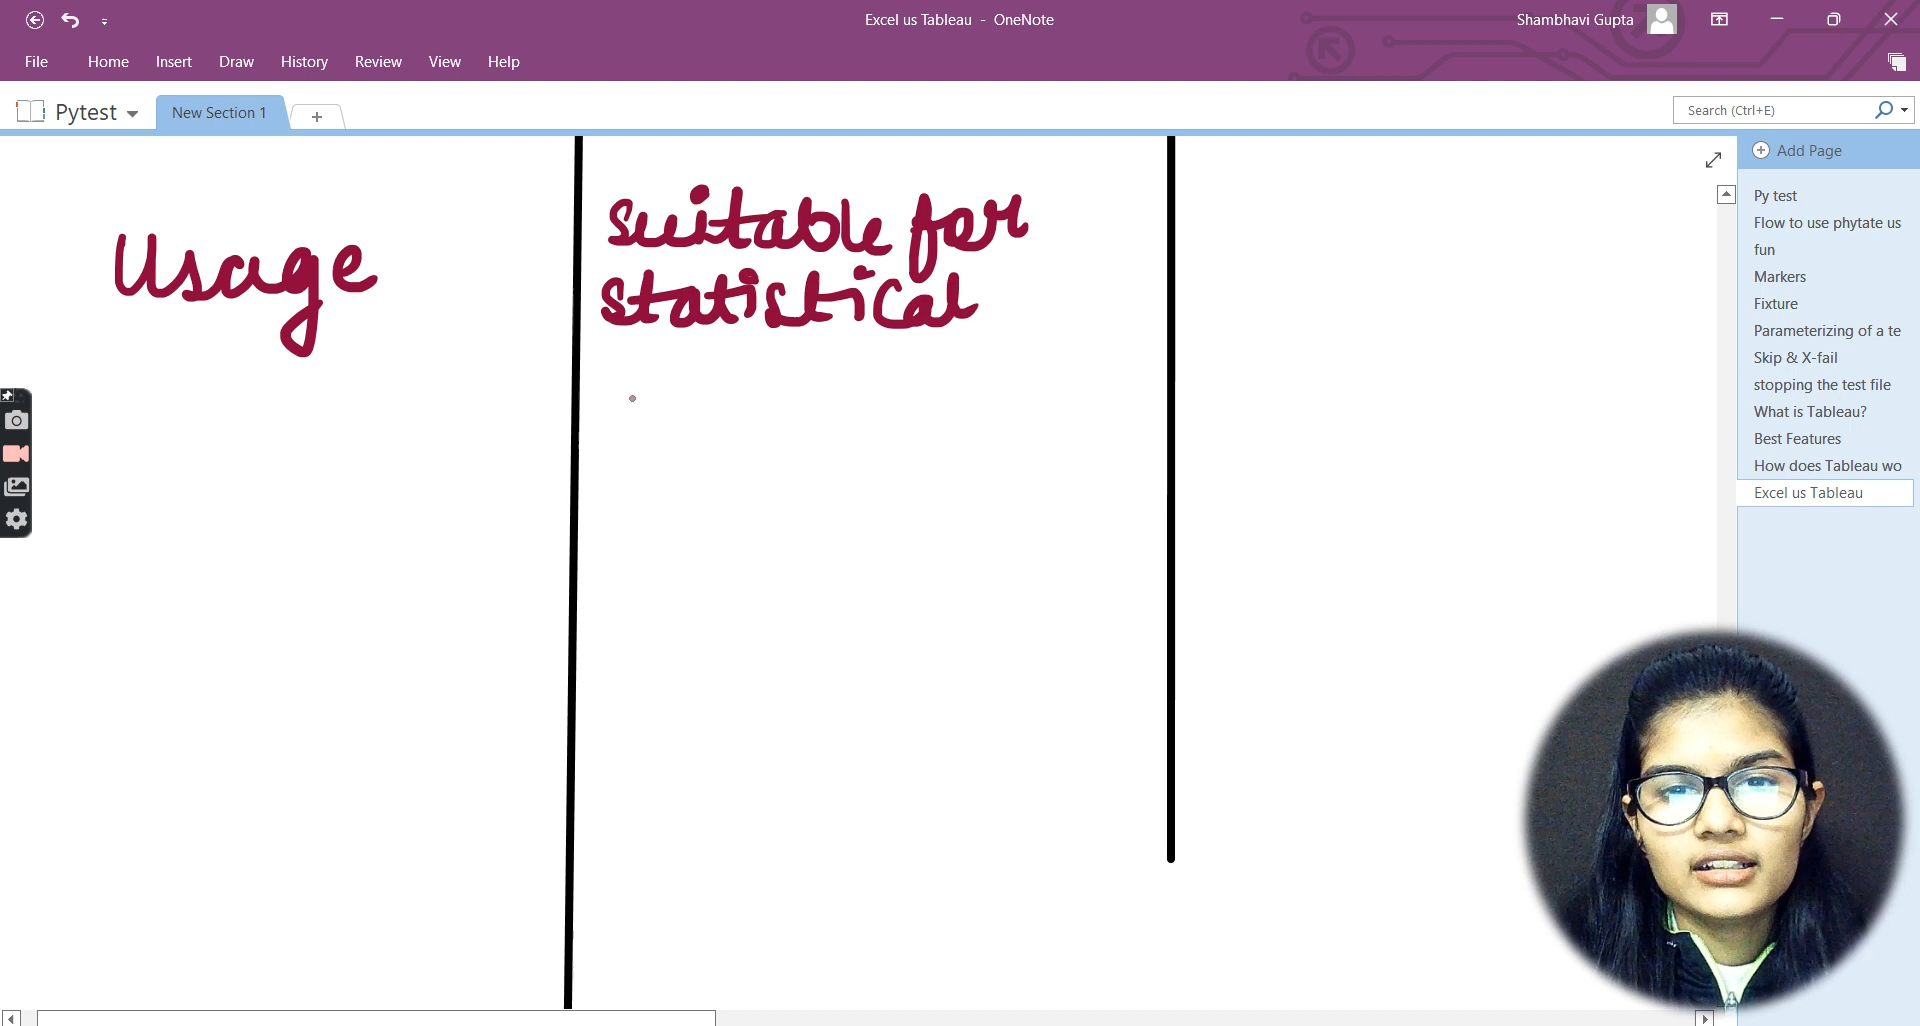 Excel us Tableau - OneNote
Shambhavi Gupta
File Home Insert Draw History Review View Help
Pytest
New Section 1
+
Search (Ctrl+E)
Add Page
Py test
Flow to use phytate us
fun
Markers
Fixture
Parameterizing of a te
Skip & X-fail
stopping the test file
What is Tableau?
Best Features
How does Tableau wo
Excel us Tableau
Usage
Suitable for
statistical